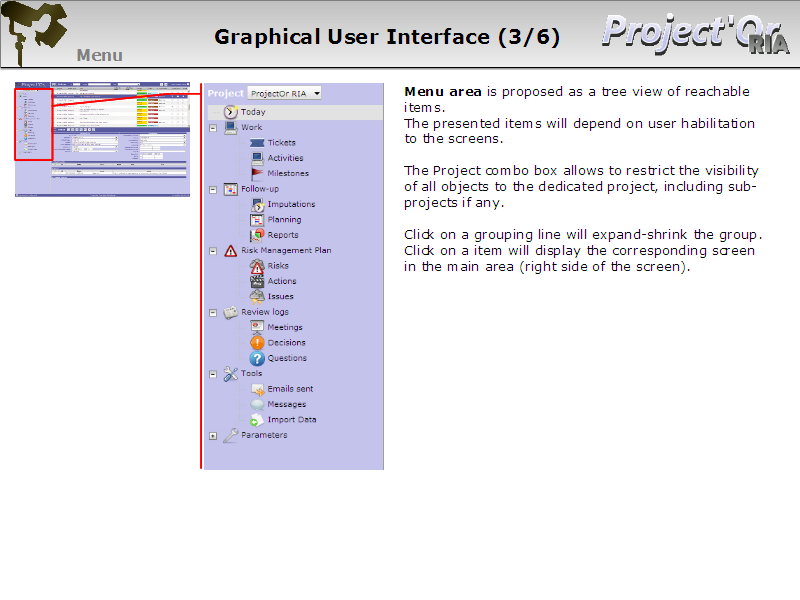 Menu
Graphical User Interface (3/6)
Project'Or
RIA
Project ProjectOr RIA
Today
Work
Tickets
Activities
Milestones
Follow-up
Imputations
Planning
Reports
Risk Management Plan
Risks
Actions
Issues
Review logs
Meetings
Decisions
Questions
Tools
Emails sent
Messages
Import Data
Parameters
Menu area is proposed as a tree view of reachable
items.
The presented items will depend on user habilitation
to the screens.
The Project combo box allows to restrict the visibility
of all objects to the dedicated project, including sub-
projects if any.
Click on a grouping line will expand-shrink the group.
Click on a item will display the corresponding screen
in the main area (right side of the screen).